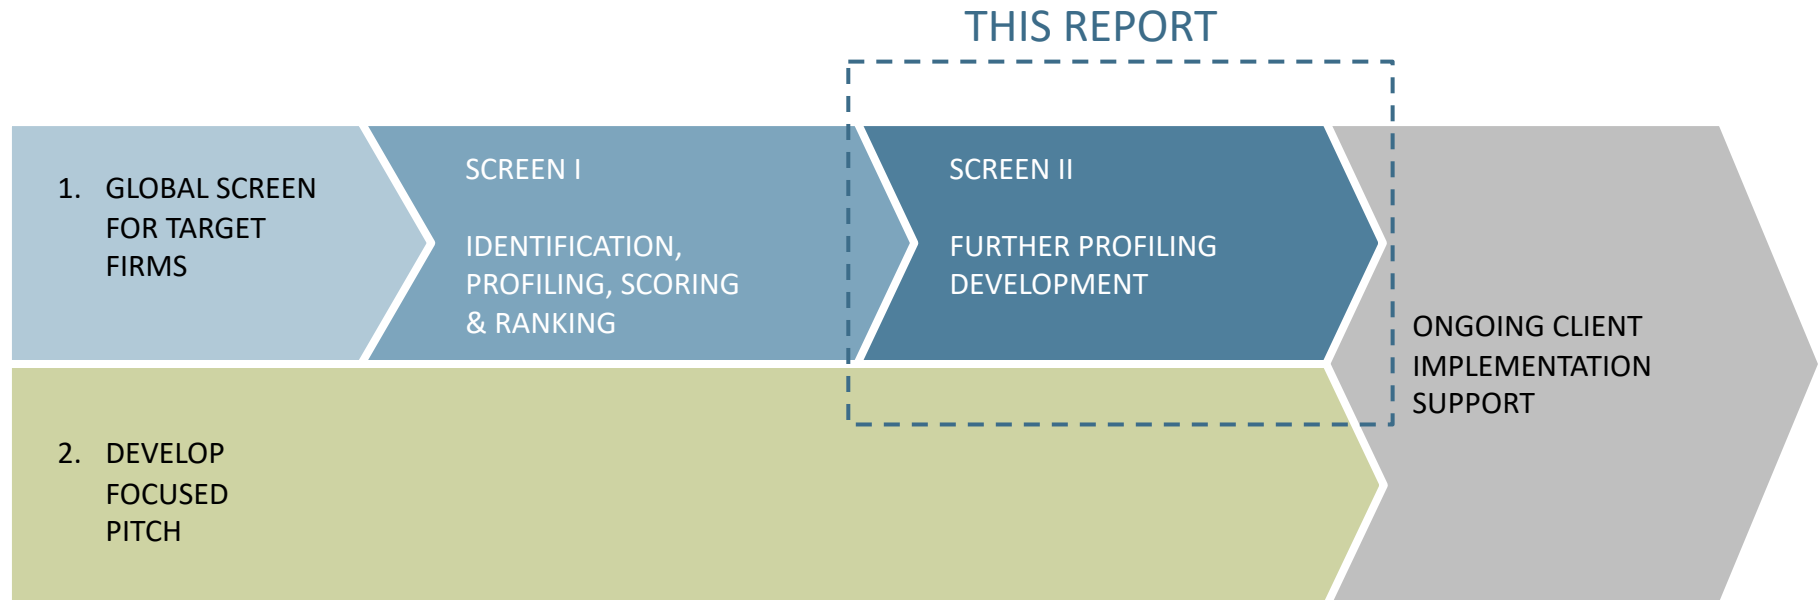 THIS REPORT
1. GLOBAL SCREEN
FOR TARGET
FIRMS
SCREEN I
IDENTIFICATION,
PROFILING, SCORING
& RANKING
SCREEN II
FURTHER PROFILING
DEVELOPMENT
ONGOING CLIENT
IMPLEMENTATION
SUPPORT
2. DEVELOP
FOCUSED
PITCH